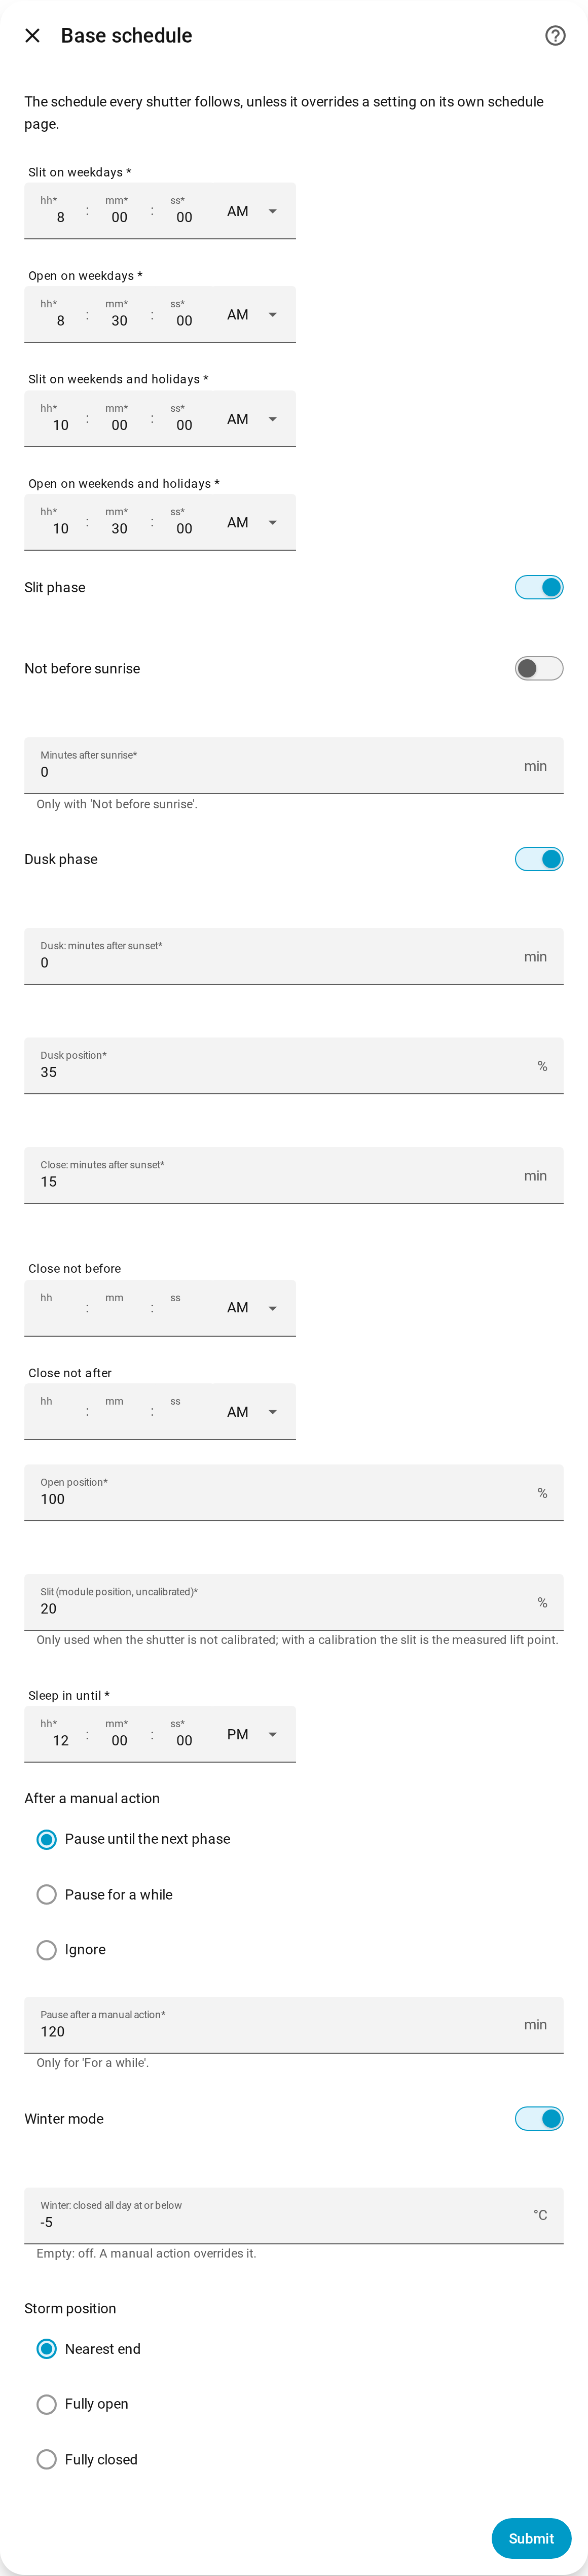 Base schedule
The schedule every shutter follows, unless it overrides a setting on its own schedule
page.
Slit on weekdays *
hh* mm* ss*
8 : 00 : 00 AM
Open on weekdays *
hh* mm* ss*
8 : 30 : 00 AM
Slit on weekends and holidays *
hh* mm* ss*
10 : 00 : 00 AM
Open on weekends and holidays *
hh* mm* ss*
10 : 30 : 00 AM
Slit phase
Not before sunrise
Minutes after sunrise*
0 min
Only with 'Not before sunrise'.
Dusk phase
Dusk: minutes after sunset*
0 min
Dusk position*
35 %
Close: minutes after sunset*
15 min
Close not before
hh mm ss
: : AM
Close not after
hh mm ss
: : AM
Open position*
100 %
Slit (module position, uncalibrated)*
20 %
Only used when the shutter is not calibrated; with a calibration the slit is the measured lift point.
Sleep in until *
hh* mm* ss*
12 : 00 : 00 PM
After a manual action
Pause until the next phase
Pause for a while
Ignore
Pause after a manual action*
120 min
Only for 'For a while'.
Winter mode
Winter: closed all day at or below
-5 °C
Empty: off. A manual action overrides it.
Storm position
Nearest end
Fully open
Fully closed
Submit